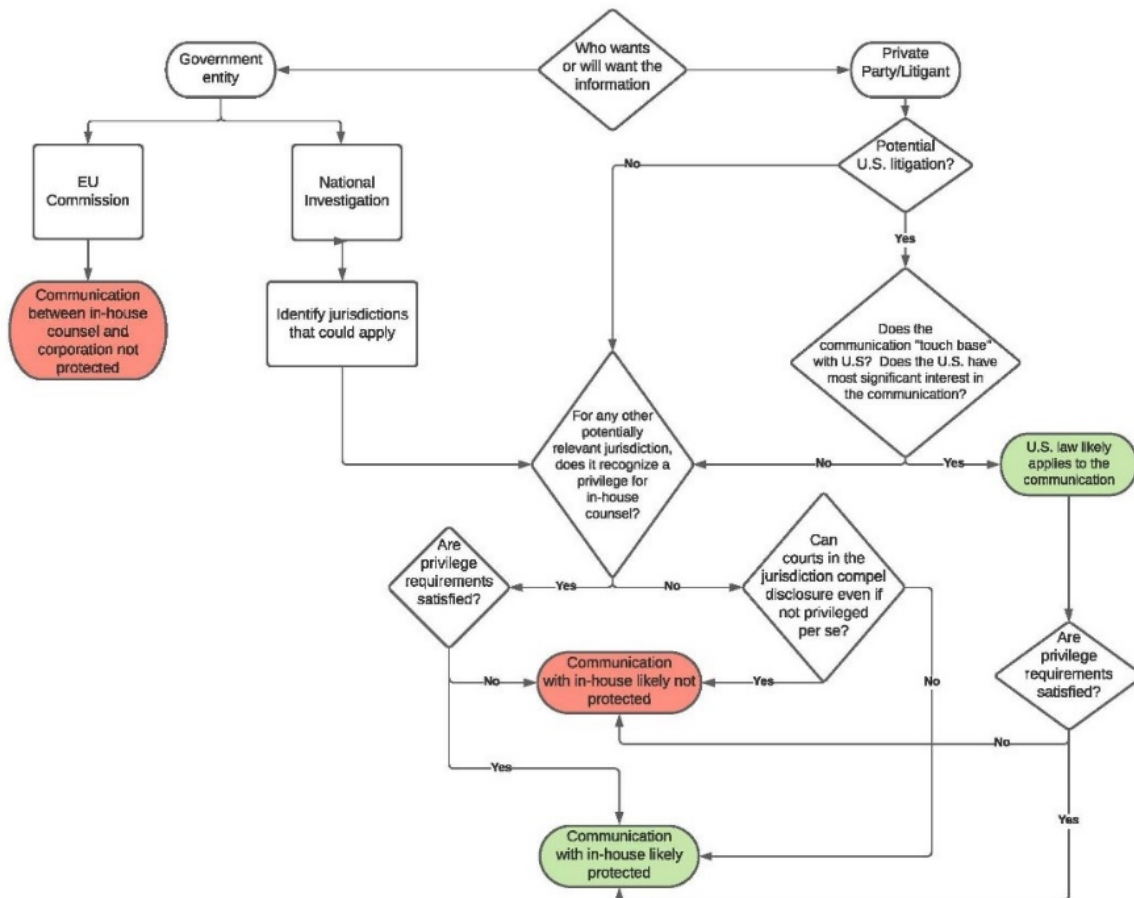 Government
entity
Who wants
or will want the
information
Private
Party/Litigant
EU
Commission
National
Investigation
No
Potential
U.S. litigation?
Yes
Communication
between in-house
counsel and
corporation not
protected
Identify jurisdictions
that could apply
Does the
communication "touch base"
with U.S? Does the U.S. have
most significant interest in
the communication?
For any other
potentially
relevant jurisdiction,
does it recognize a
privilege for
in-house
counsel?
No
Yes
U.S. law likely
applies to the
communication
Are
privilege
requirements
satisfied?
Yes
No
Can
courts in the
jurisdiction compel
disclosure even if
not privileged
per se?
Are
privilege
requirements
satisfied?
No
Communication
with in-house likely not
protected
Yes
No
No
Yes
Yes
Communication
with in-house likely
protected